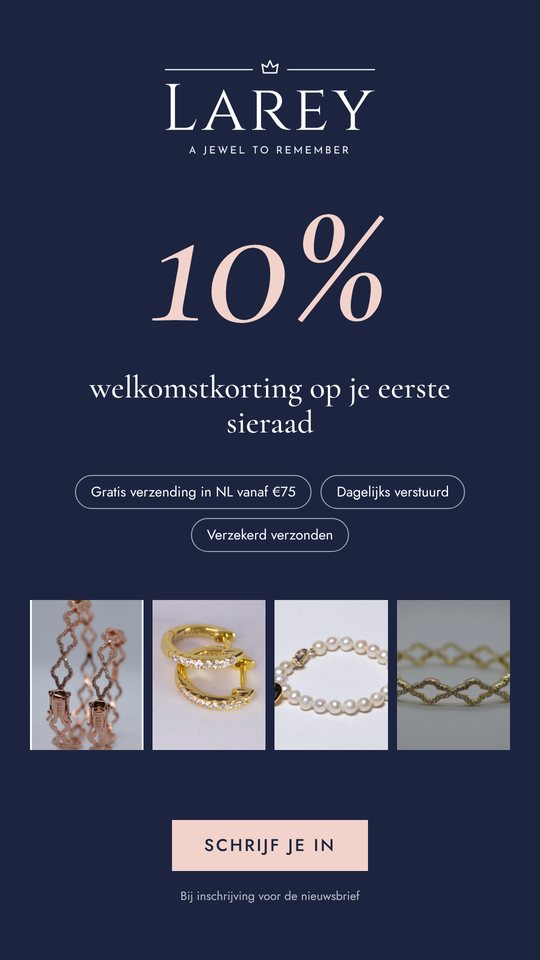 LAREY
A JEWEL TO REMEMBER
10%
welkomstkorting op je eerste
sieraad
Gratis verzending in NL vanaf €75
Dagelijks verstuurd
Verzekerd verzonden
SCHRIJF JE IN
Bij inschrijving voor de nieuwsbrief